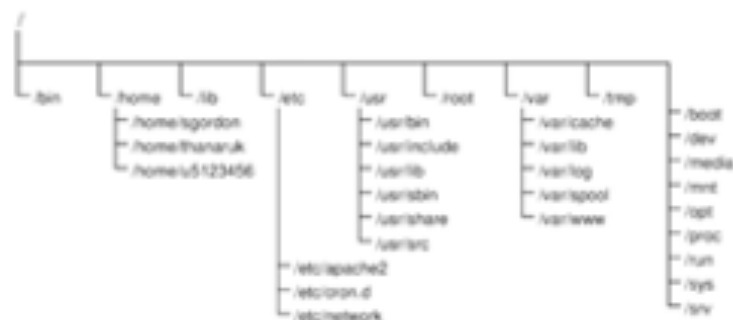 /
/bin
/home
/home/sgordon
/home/thanaruk
/home/u5123456
/lib
/etc
/etc/apache2
/etc/cron.d
/etc/network
/usr
/usr/bin
/usr/include
/usr/lib
/usr/sbin
/usr/share
/usr/src
/root
/var
/var/cache
/var/lib
/var/log
/var/spool
/var/www
/tmp
/boot
/dev
/media
/mnt
/opt
/proc
/run
/sys
/srv